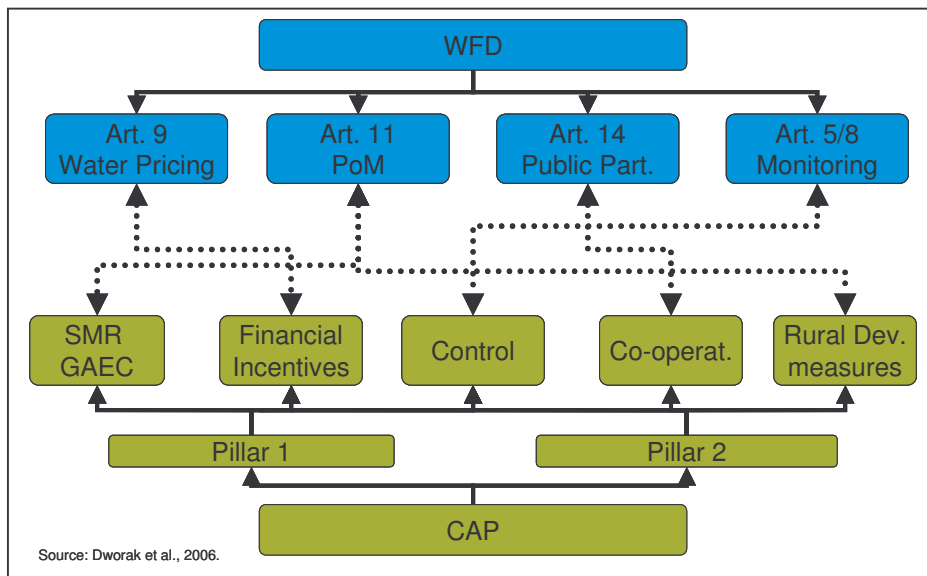 WFD
Art. 9
Water Pricing
Art. 11
PoM
Art. 14
Public Part.
Art. 5/8
Monitoring
SMR
GAEC
Financial
Incentives
Control
Co-operat.
Rural Dev.
measures
Pillar 1
Pillar 2
CAP
Source: Dworak et al., 2006.